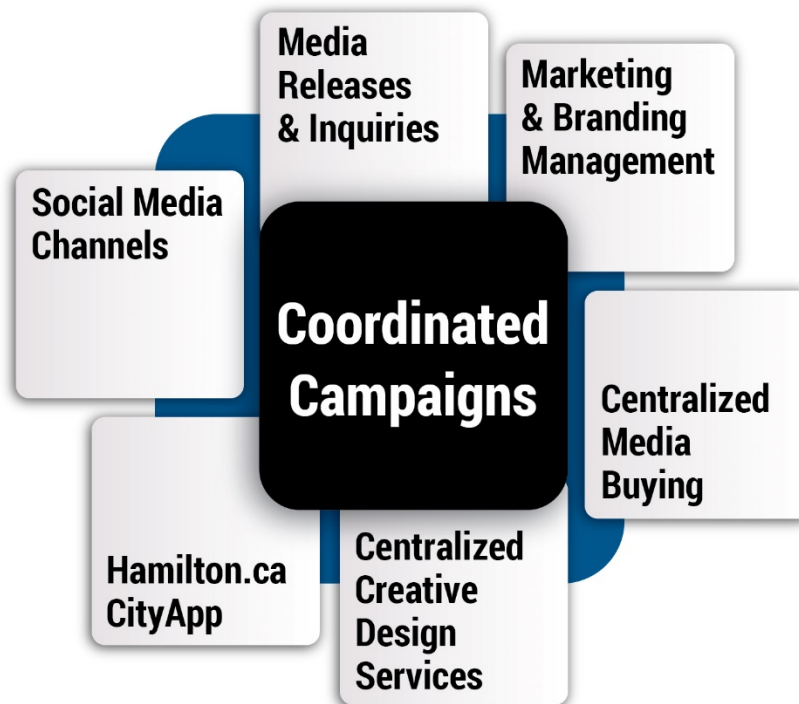 Media
Releases
& Inquiries
Marketing
& Branding
Management
Social Media
Channels
Coordinated
Campaigns
Centralized
Media
Buying
Hamilton.ca
CityApp
Centralized
Creative
Design
Services